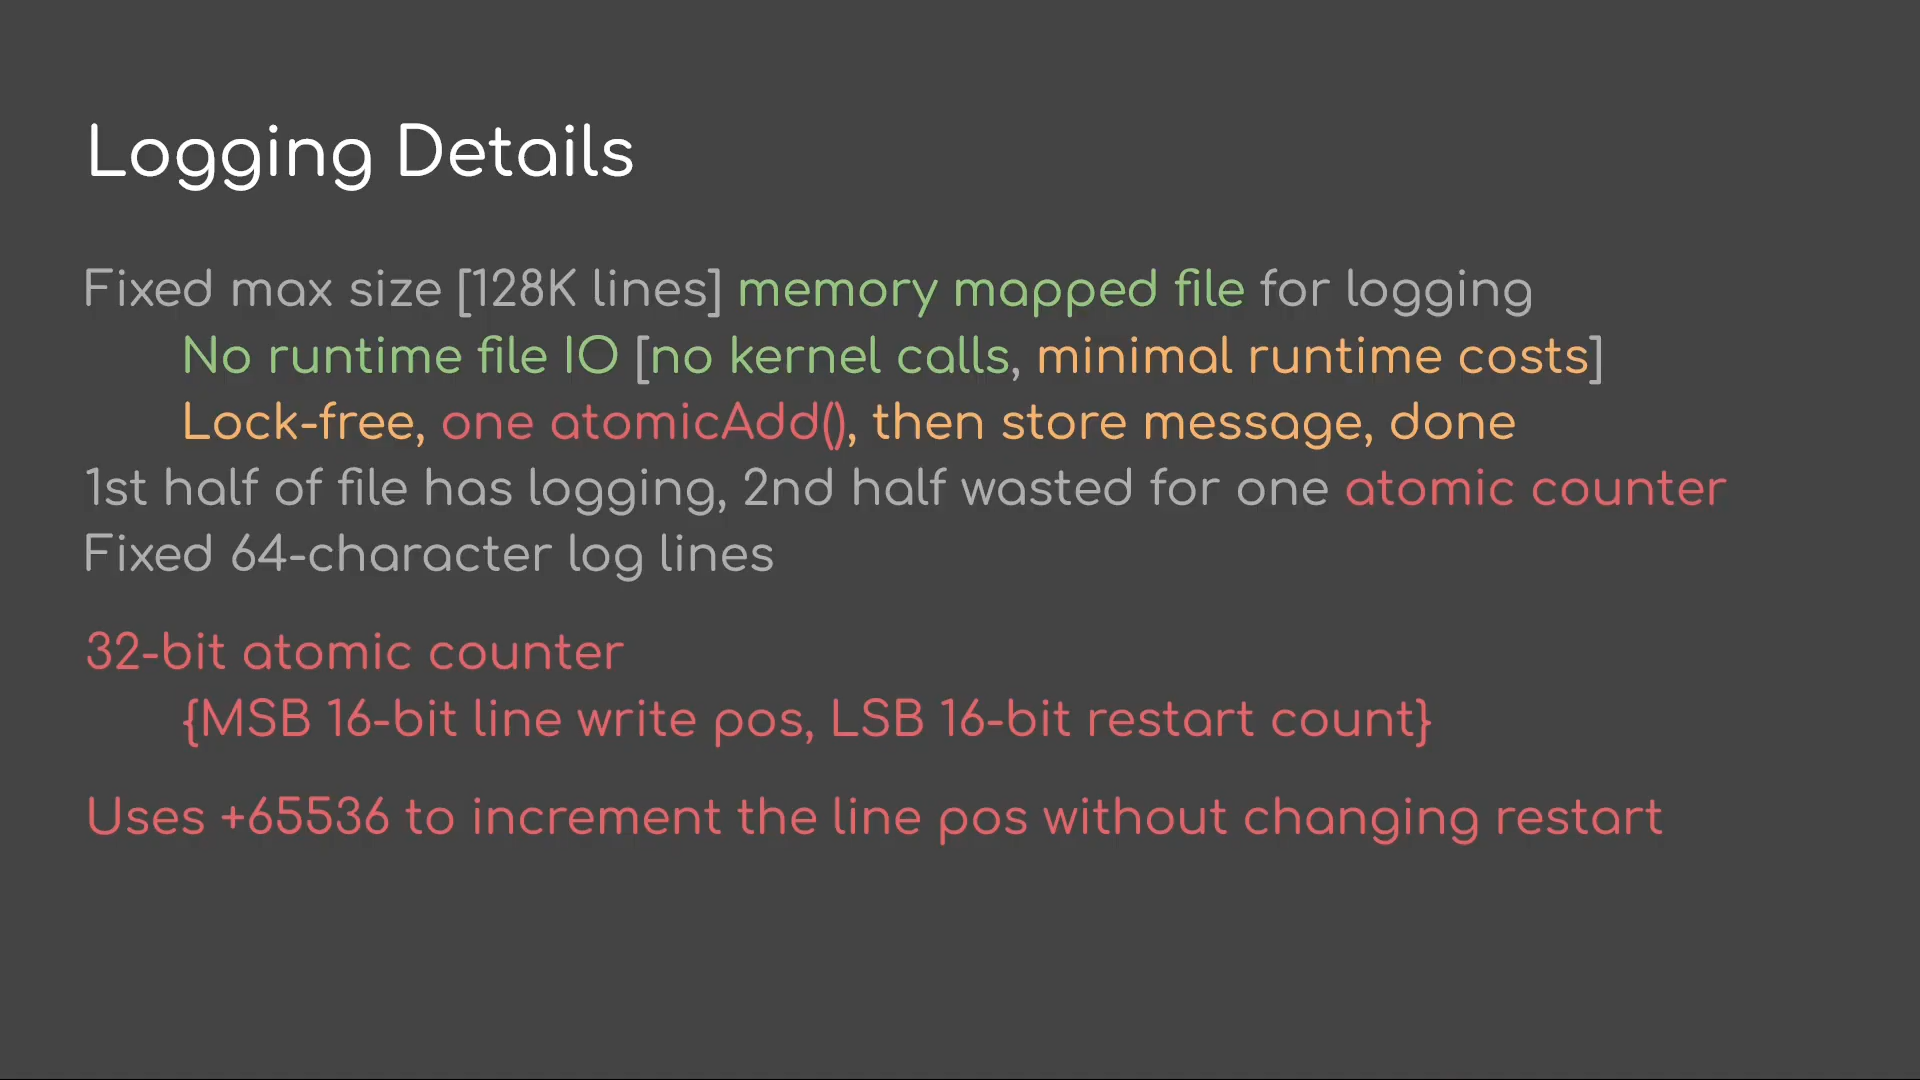 Logging Details
Fixed max size [128K lines] memory mapped file for logging
No runtime file IO [no kernel calls, minimal runtime costs]
Lock-free, one atomicAdd(), then store message, done
1st half of file has logging, 2nd half wasted for one atomic counter
Fixed 64-character log lines
32-bit atomic counter
{MSB 16-bit line write pos, LSB 16-bit restart count}
Uses +65536 to increment the line pos without changing restart